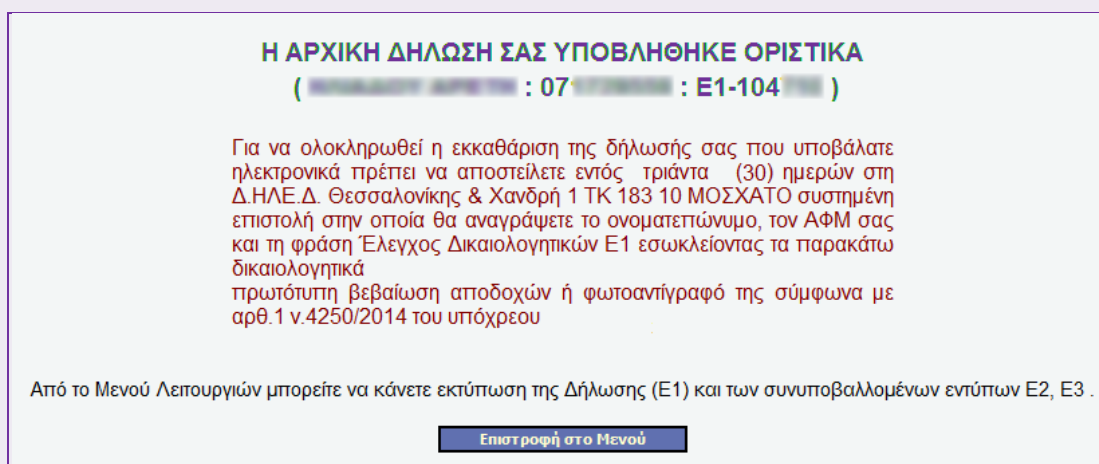 Η ΑΡΧΙΚΗ ΔΗΛΩΣΗ ΣΑΣ ΥΠΟΒΛΗΘΗΚΕ ΟΡΙΣΤΙΚΑ
( : 07 : Ε1-104 )
Για να ολοκληρωθεί η εκκαθάριση της δήλωσής σας που υποβάλατε
ηλεκτρονικά πρέπει να αποστείλετε εντός τριάντα (30) ημερών στη
Δ.ΗΛΕ.Δ. Θεσσαλονίκης & Χανδρή 1 ΤΚ 183 10 ΜΟΣΧΑΤΟ συστημένη
επιστολή στην οποία θα αναγράψετε το ονοματεπώνυμο, τον ΑΦΜ σας
και τη φράση Έλεγχος Δικαιολογητικών Ε1 εσωκλείοντας τα παρακάτω
δικαιολογητικά
πρωτότυπη βεβαίωση αποδοχών ή φωτοαντίγραφό της σύμφωνα με
αρθ.1 ν.4250/2014 του υπόχρεου
Από το Μενού Λειτουργιών μπορείτε να κάνετε εκτύπωση της Δήλωσης (Ε1) και των συνυποβαλλομένων εντύπων Ε2, Ε3 .
Επιστροφή στο Μενού